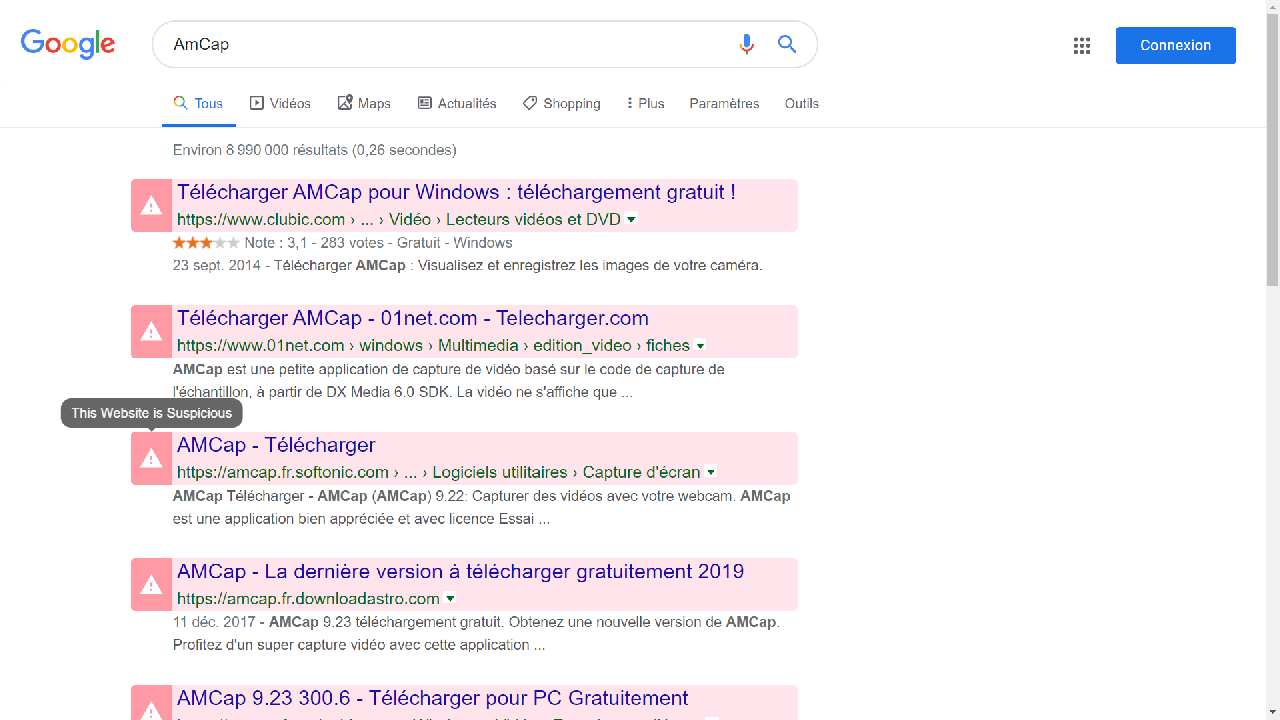 Google
AmCap
Connexion
Tous Vidéos Maps Actualités Shopping Plus Paramètres Outils
Environ 8 990 000 résultats (0,26 secondes)
Télécharger AMCap pour Windows : téléchargement gratuit !
https://www.clubic.com › ... › Vidéo › Lecteurs vidéos et DVD
Note : 3,1 - 283 votes - Gratuit - Windows
23 sept. 2014 - Télécharger AMCap : Visualisez et enregistrez les images de votre caméra.
Télécharger AMCap - 01net.com - Telecharger.com
https://www.01net.com › windows › Multimedia › edition_video › fiches
AMCap est une petite application de capture de vidéo basé sur le code de capture de
l'échantillon, à partir de DX Media 6.0 SDK. La vidéo ne s'affiche que ...
This Website is Suspicious
AMCap - Télécharger
https://amcap.fr.softonic.com › ... › Logiciels utilitaires › Capture d'écran
AMCap Télécharger - AMCap (AMCap) 9.22: Capturer des vidéos avec votre webcam. AMCap
est une application bien appréciée et avec licence Essai ...
AMCap - La dernière version à télécharger gratuitement 2019
https://amcap.fr.downloadastro.com
11 déc. 2017 - AMCap 9.23 téléchargement gratuit. Obtenez une nouvelle version de AMCap.
Profitez d'un super capture vidéo avec cette application ...
AMCap 9.23 300.6 - Télécharger pour PC Gratuitement